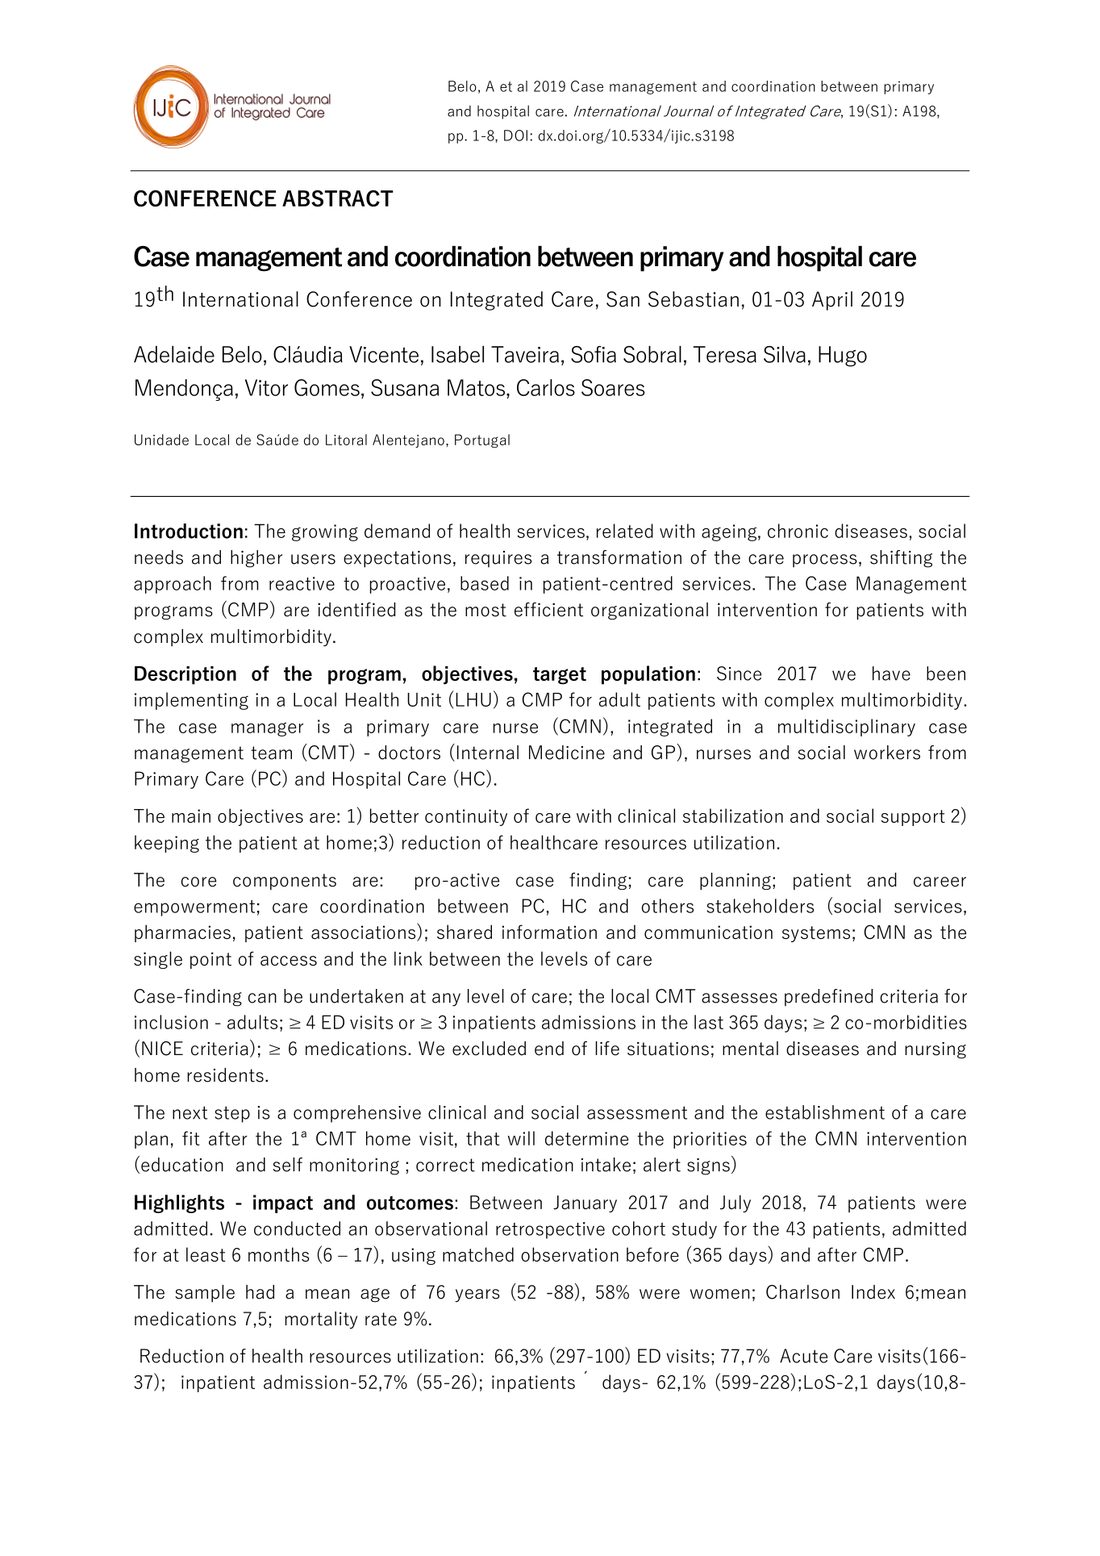 IJIC International Journal
of Integrated Care
Belo, A et al 2019 Case management and coordination between primary
and hospital care. International Journal of Integrated Care, 19(S1): A198,
pp. 1-8, DOI: dx.doi.org/10.5334/ijic.s3198
CONFERENCE ABSTRACT
Case management and coordination between primary and hospital care
19th International Conference on Integrated Care, San Sebastian, 01-03 April 2019
Adelaide Belo, Cláudia Vicente, Isabel Taveira, Sofia Sobral, Teresa Silva, Hugo
Mendonça, Vitor Gomes, Susana Matos, Carlos Soares
Unidade Local de Saúde do Litoral Alentejano, Portugal
Introduction: The growing demand of health services, related with ageing, chronic diseases, social
needs and higher users expectations, requires a transformation of the care process, shifting the
approach from reactive to proactive, based in patient-centred services. The Case Management
programs (CMP) are identified as the most efficient organizational intervention for patients with
complex multimorbidity.
Description of the program, objectives, target population: Since 2017 we have been
implementing in a Local Health Unit (LHU) a CMP for adult patients with complex multimorbidity.
The case manager is a primary care nurse (CMN), integrated in a multidisciplinary case
management team (CMT) - doctors (Internal Medicine and GP), nurses and social workers from
Primary Care (PC) and Hospital Care (HC).
The main objectives are: 1) better continuity of care with clinical stabilization and social support 2)
keeping the patient at home;3) reduction of healthcare resources utilization.
The core components are: pro-active case finding; care planning; patient and career
empowerment; care coordination between PC, HC and others stakeholders (social services,
pharmacies, patient associations); shared information and communication systems; CMN as the
single point of access and the link between the levels of care
Case-finding can be undertaken at any level of care; the local CMT assesses predefined criteria for
inclusion - adults; ≥ 4 ED visits or ≥ 3 inpatients admissions in the last 365 days; ≥ 2 co-morbidities
(NICE criteria); ≥ 6 medications. We excluded end of life situations; mental diseases and nursing
home residents.
The next step is a comprehensive clinical and social assessment and the establishment of a care
plan, fit after the 1ª CMT home visit, that will determine the priorities of the CMN intervention
(education and self monitoring ; correct medication intake; alert signs)
Highlights - impact and outcomes: Between January 2017 and July 2018, 74 patients were
admitted. We conducted an observational retrospective cohort study for the 43 patients, admitted
for at least 6 months (6 – 17), using matched observation before (365 days) and after CMP.
The sample had a mean age of 76 years (52 -88), 58% were women; Charlson Index 6;mean
medications 7,5; mortality rate 9%.
Reduction of health resources utilization: 66,3% (297-100) ED visits; 77,7% Acute Care visits(166-
37); inpatient admission-52,7% (55-26); inpatients ´ days- 62,1% (599-228);LoS-2,1 days(10,8-